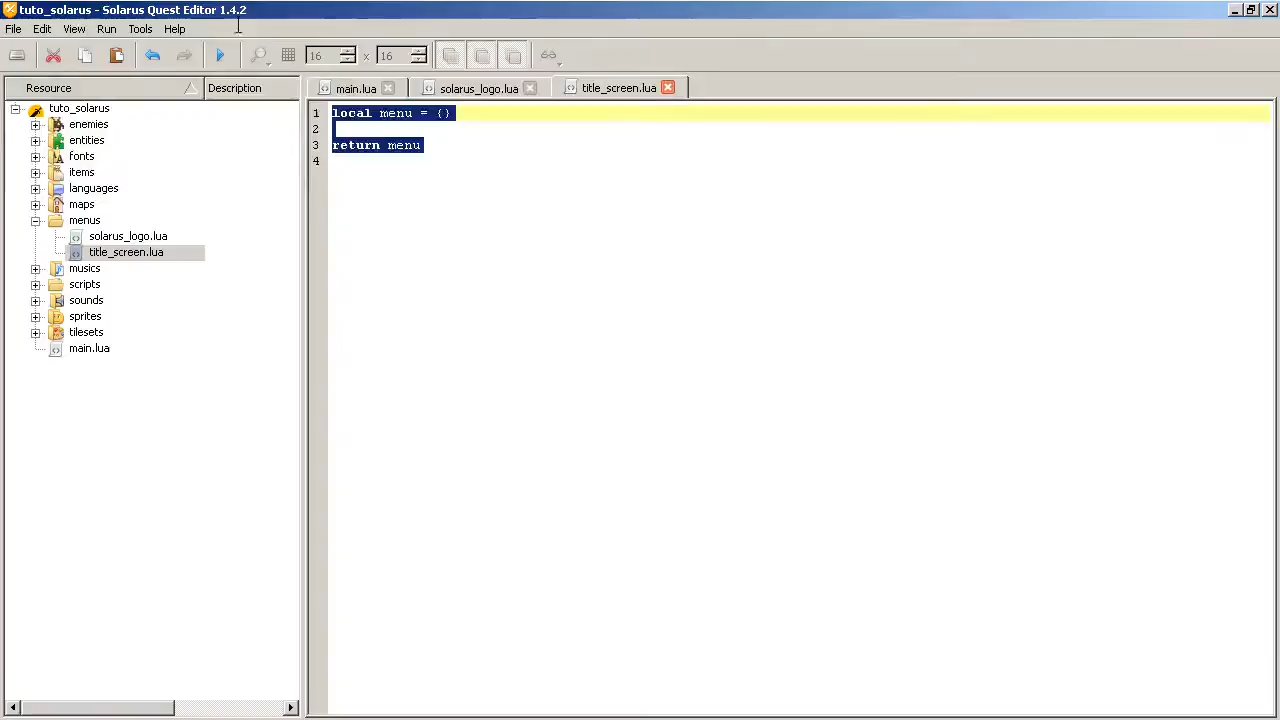 tuto_solarus - Solarus Quest Editor 1.4.2
File Edit View Run Tools Help
16 x 16
Resource Description
main.lua solarus_logo.lua title_screen.lua
tuto_solarus
enemies
entities
fonts
items
languages
maps
menus
solarus_logo.lua
title_screen.lua
musics
scripts
sounds
sprites
tilesets
main.lua
1 local menu = {}
2
3 return menu
4